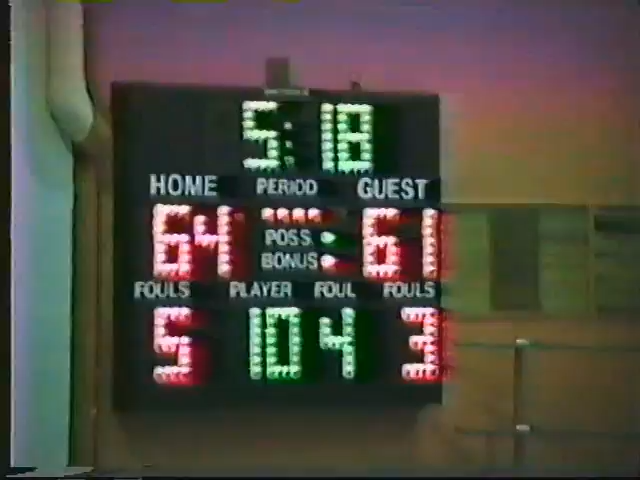 5:18
HOME PERIOD GUEST
64 61
POSS.
BONUS
FOULS PLAYER FOUL FOULS
5 10 4 3